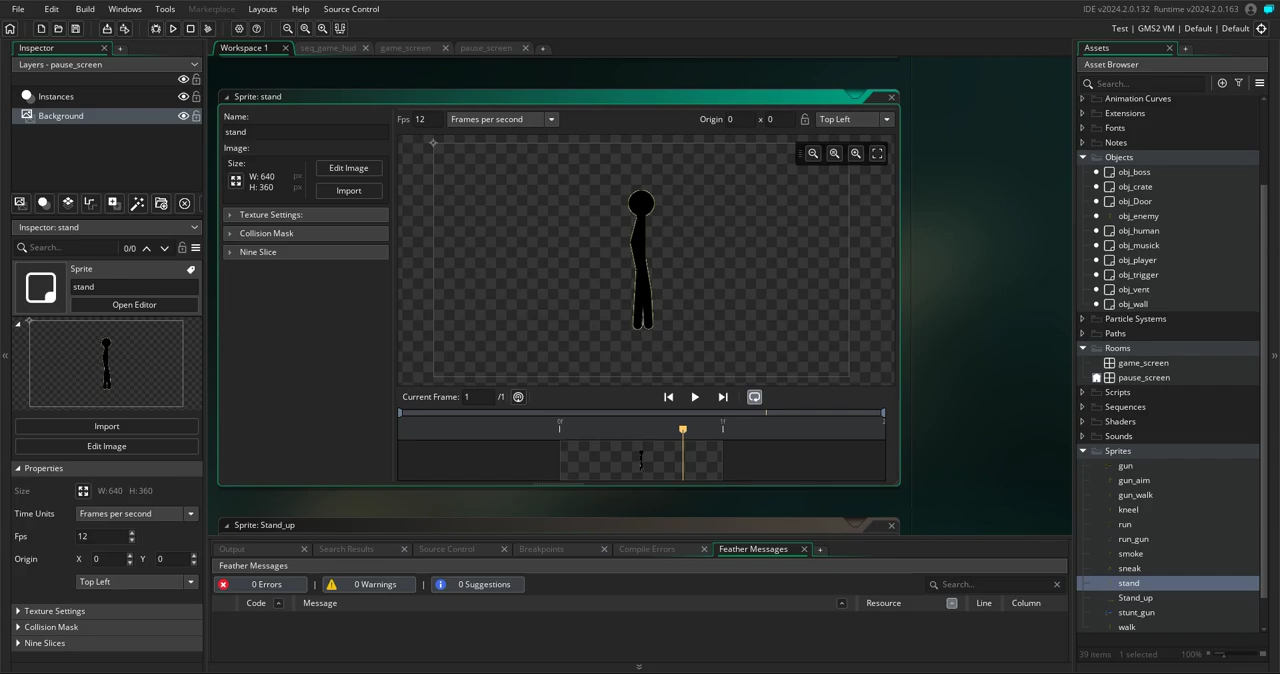 File Edit Build Windows Tools Marketplace Layouts Help Source Control IDE v2024.2.0.132 Runtime v2024.2.0.163
Test | GMS2 VM | Default | Default
Inspector
Workspace 1 seq_game_hud game_screen pause_screen
Assets
Layers - pause_screen
Instances
Background
Inspector: stand
Search... 0/0
Sprite
stand
Open Editor
Import
Edit Image
Properties
Size W: 640 H: 360
Time Units Frames per second
Fps 12
Origin X 0 Y 0
Top Left
Texture Settings
Collision Mask
Nine Slices
Sprite: stand
Name:
stand
Image:
Size:
W: 640 px
H: 360 px
Edit Image
Import
Texture Settings:
Collision Mask
Nine Slice
Fps 12 Frames per second Origin 0 x 0 Top Left
Current Frame: 1 /1
0f 1f 2
Sprite: Stand_up
Output Search Results Source Control Breakpoints Compile Errors Feather Messages
Feather Messages
0 Errors | 0 Warnings | 0 Suggestions Search...
Code Message Resource Line Column
Asset Browser
Search...
Animation Curves
Extensions
Fonts
Notes
Objects
obj_boss
obj_crate
obj_Door
obj_enemy
obj_human
obj_musick
obj_player
obj_trigger
obj_vent
obj_wall
Particle Systems
Paths
Rooms
game_screen
pause_screen
Scripts
Sequences
Shaders
Sounds
Sprites
gun
gun_aim
gun_walk
kneel
run
run_gun
smoke
sneak
stand
Stand_up
stunt_gun
walk
39 items 1 selected 100%